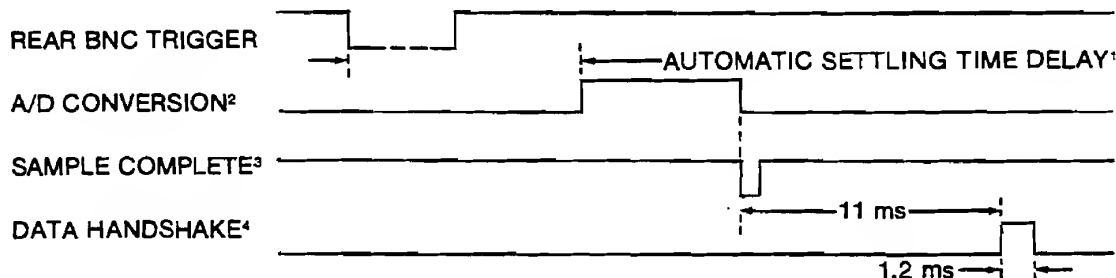 REAR BNC TRIGGER
AUTOMATIC SETTLING TIME DELAY¹
A/D CONVERSION²
SAMPLE COMPLETE³
11 ms
DATA HANDSHAKE⁴
1.2 ms